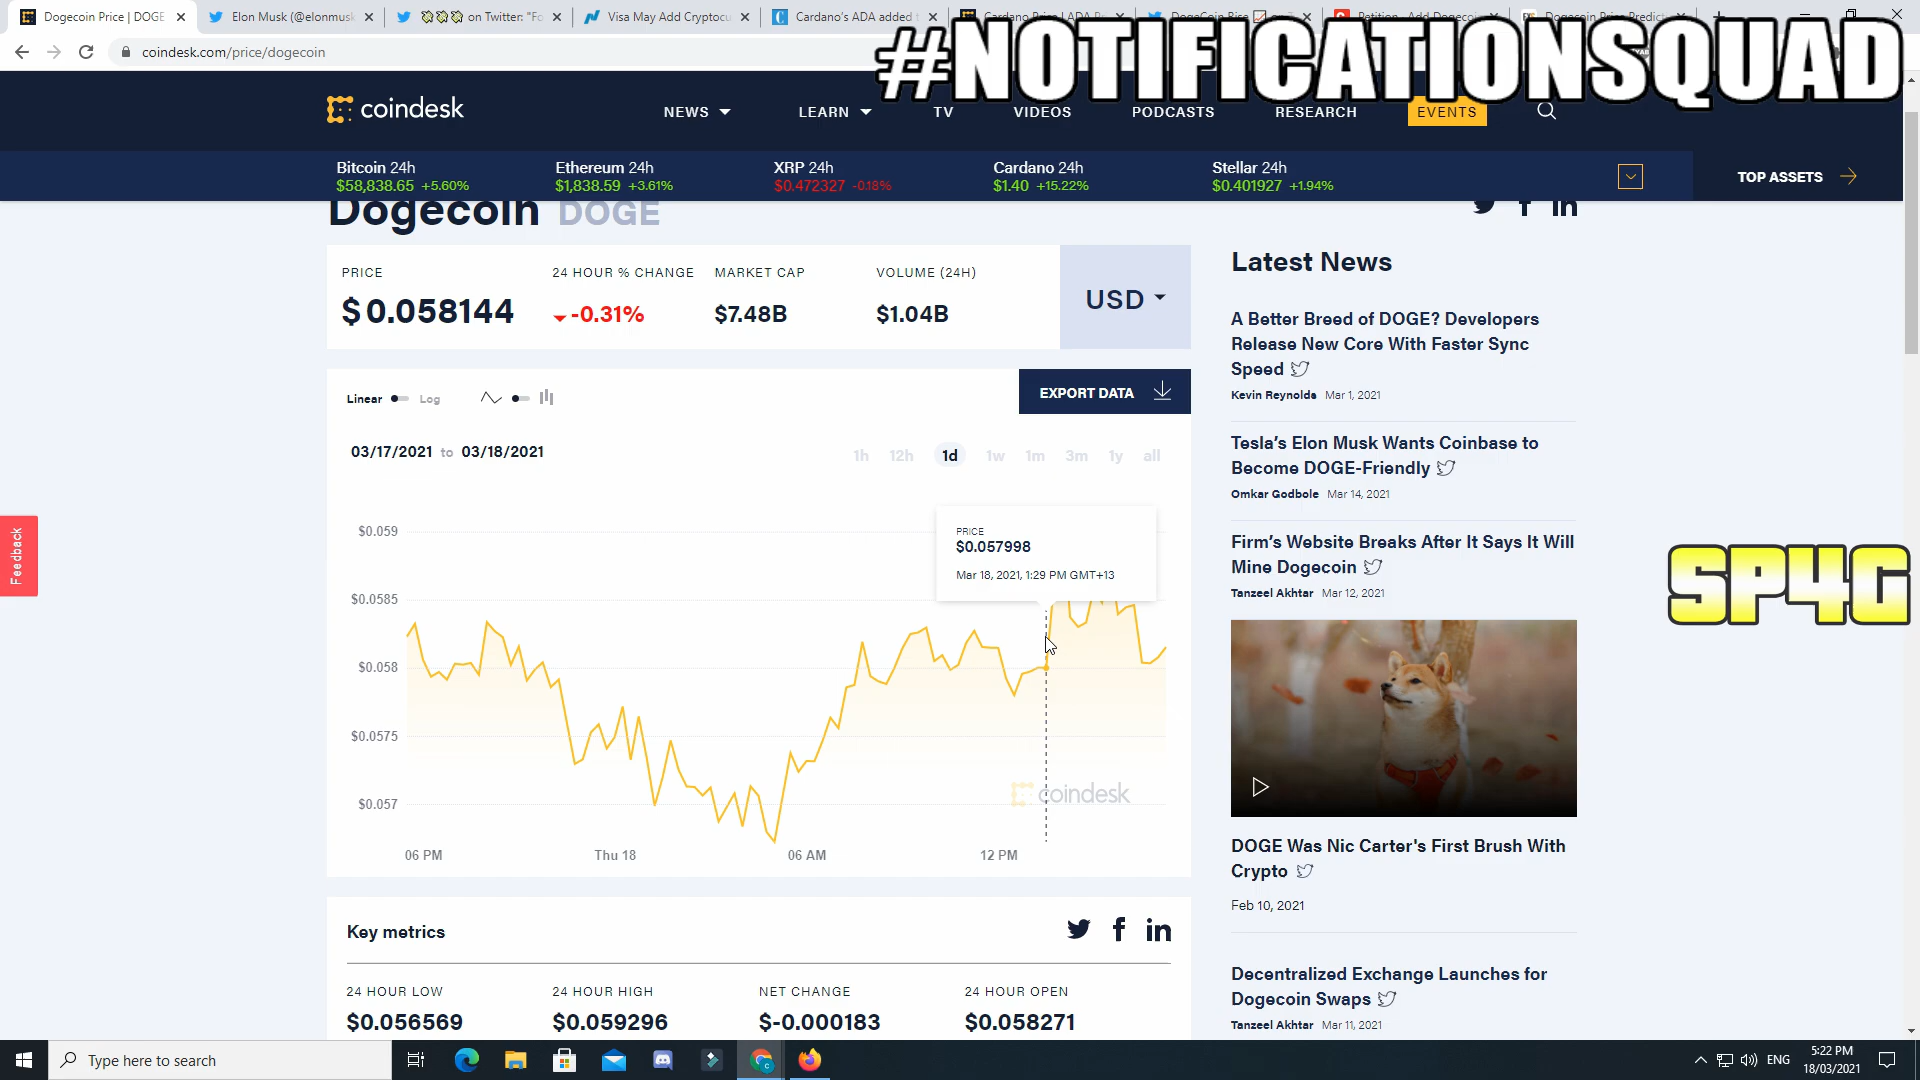 Dogecoin Price | DOGE
Elon Musk (@elonmusk
on Twitter: "Fo
Visa May Add Cryptocu
Cardano's ADA added t
Cardano Price | ADA
DogeCoin Rise
Petition · Add Dogecoin
Dogecoin Price Predict
coindesk.com/price/dogecoin
#NOTIFICATIONSQUAD
coindesk
NEWS
LEARN
TV
VIDEOS
PODCASTS
RESEARCH
EVENTS
Bitcoin 24h
$58,838.65 +5.60%
Ethereum 24h
$1,838.59 +3.61%
XRP 24h
$0.472327 -0.18%
Cardano 24h
$1.40 +15.22%
Stellar 24h
$0.401927 +1.94%
TOP ASSETS
Dogecoin DOGE
PRICE
$0.058144
24 HOUR % CHANGE
-0.31%
MARKET CAP
$7.48B
VOLUME (24H)
$1.04B
USD
Linear
Log
EXPORT DATA
03/17/2021 to 03/18/2021
1h 12h 1d 1w 1m 3m 1y all
PRICE
$0.057998
Mar 18, 2021, 1:29 PM GMT+13
$0.059
$0.0585
$0.058
$0.0575
$0.057
coindesk
06 PM
Thu 18
06 AM
12 PM
Key metrics
24 HOUR LOW
$0.056569
24 HOUR HIGH
$0.059296
NET CHANGE
$-0.000183
24 HOUR OPEN
$0.058271
Feedback
Latest News
A Better Breed of DOGE? Developers
Release New Core With Faster Sync
Speed
Kevin Reynolds Mar 1, 2021
Tesla's Elon Musk Wants Coinbase to
Become DOGE-Friendly
Omkar Godbole Mar 14, 2021
Firm's Website Breaks After It Says It Will
Mine Dogecoin
Tanzeel Akhtar Mar 12, 2021
DOGE Was Nic Carter's First Brush With
Crypto
Feb 10, 2021
Decentralized Exchange Launches for
Dogecoin Swaps
Tanzeel Akhtar Mar 11, 2021
SP4G
Type here to search
ENG
5:22 PM
18/03/2021